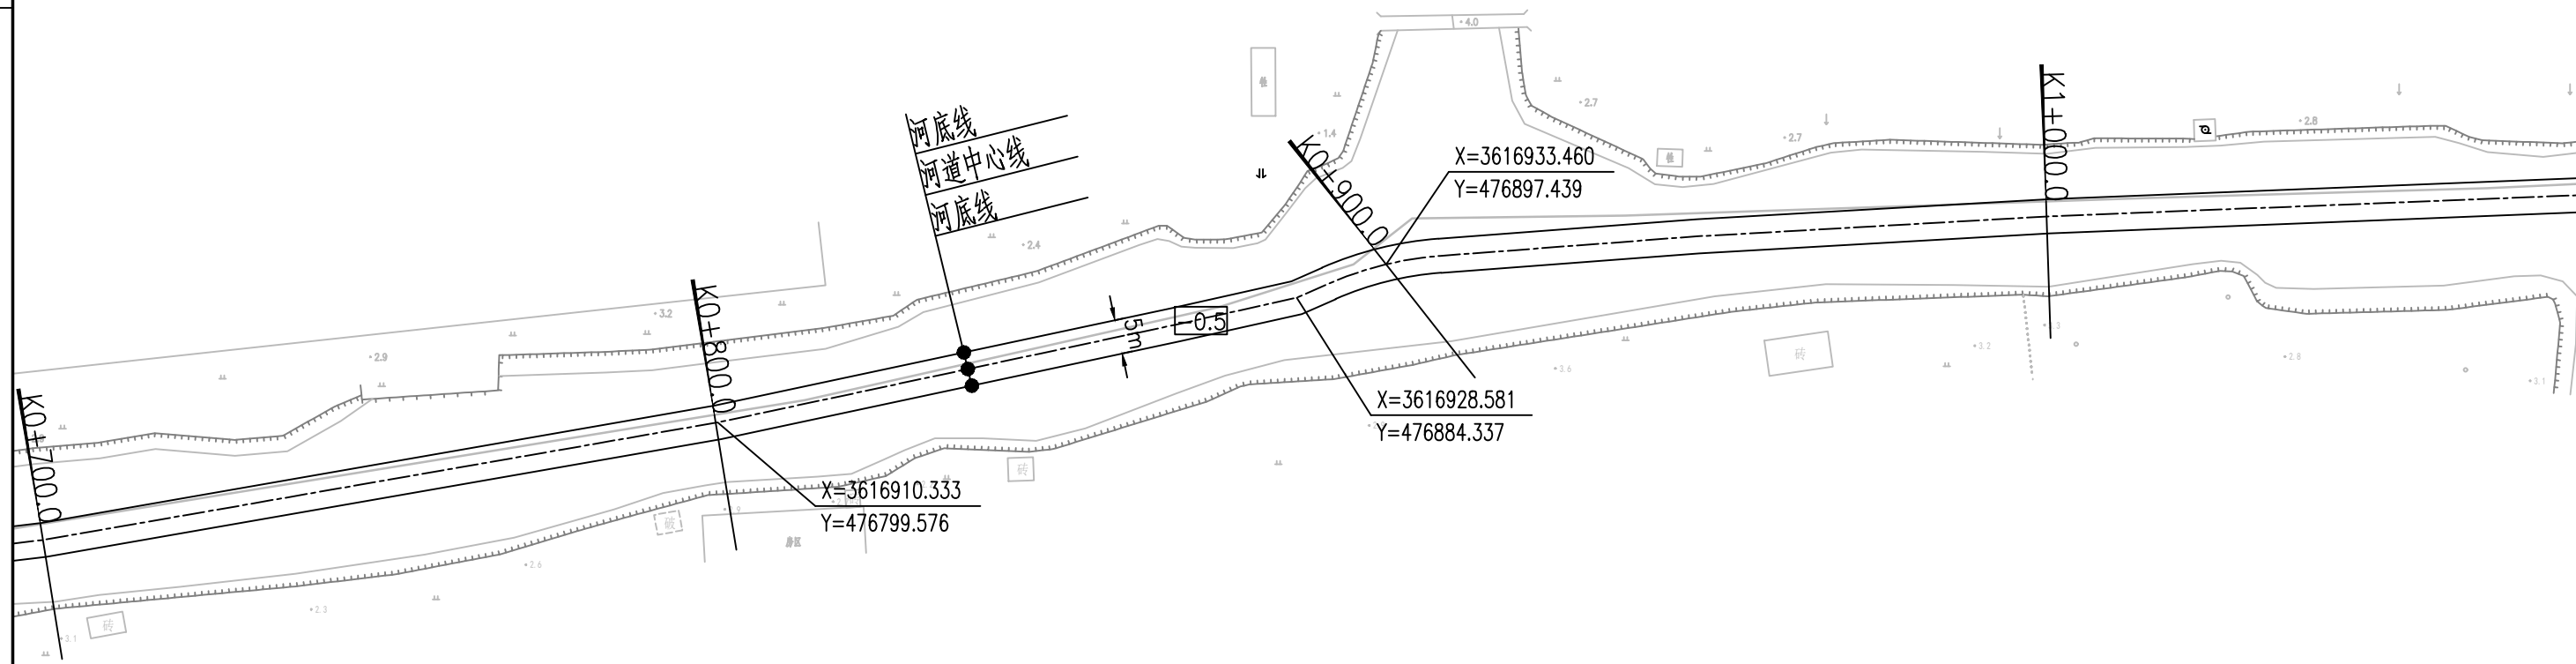 4.0
2.7
1.4
K0+900.0
K1+000.0
2.8
2.7
河底线
河道中心线
河底线
X=3616933.460
Y=476897.439
2.4
3.2
K0+800.0
2.9
5m
-0.5
3.2
2.8
3.6
3.1
砖
X=3616928.581
Y=476884.337
K0+700.0
砖
X=3616910.333
Y=476799.576
破
2.6
2.3
砖
3.1